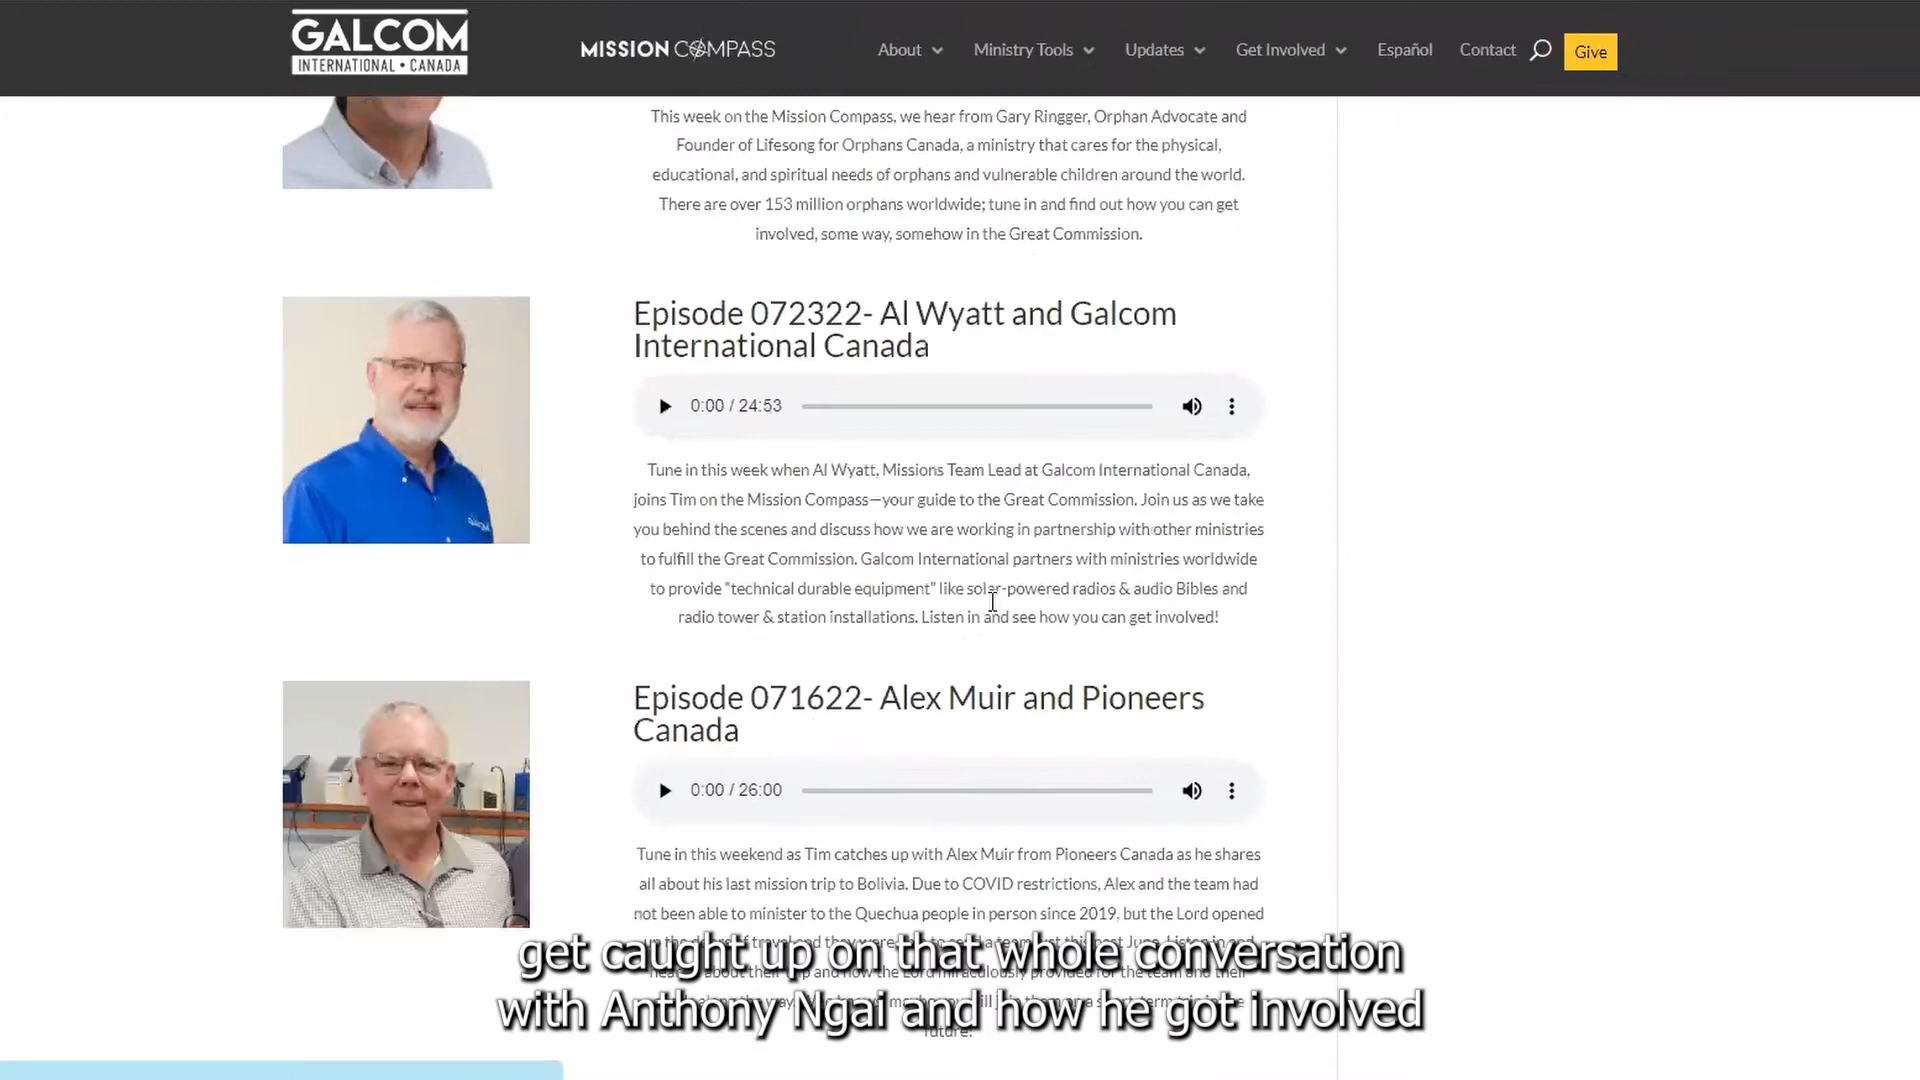 GALCOM
INTERNATIONAL • CANADA
MISSION COMPASS
About
Ministry Tools
Updates
Get Involved
Español
Contact
Give
This week on the Mission Compass, we hear from Gary Ringger, Orphan Advocate and
Founder of Lifesong for Orphans Canada, a ministry that cares for the physical,
educational, and spiritual needs of orphans and vulnerable children around the world.
There are over 153 million orphans worldwide; tune in and find out how you can get
involved, some way, somehow in the Great Commission.
Episode 072322- Al Wyatt and Galcom
International Canada
0:00 / 24:53
Tune in this week when Al Wyatt, Missions Team Lead at Galcom International Canada,
joins Tim on the Mission Compass—your guide to the Great Commission. Join us as we take
you behind the scenes and discuss how we are working in partnership with other ministries
to fulfill the Great Commission. Galcom International partners with ministries worldwide
to provide “technical durable equipment” like solar-powered radios & audio Bibles and
radio tower & station installations. Listen in and see how you can get involved!
GALCOM
Episode 071622- Alex Muir and Pioneers
Canada
0:00 / 26:00
Tune in this weekend as Tim catches up with Alex Muir from Pioneers Canada as he shares
all about his last mission trip to Bolivia. Due to COVID restrictions, Alex and the team had
not been able to minister to the Quechua people in person since 2019, but the Lord opened
get caught up on that whole conversation
with Anthony Ngai and how he got involved
future!